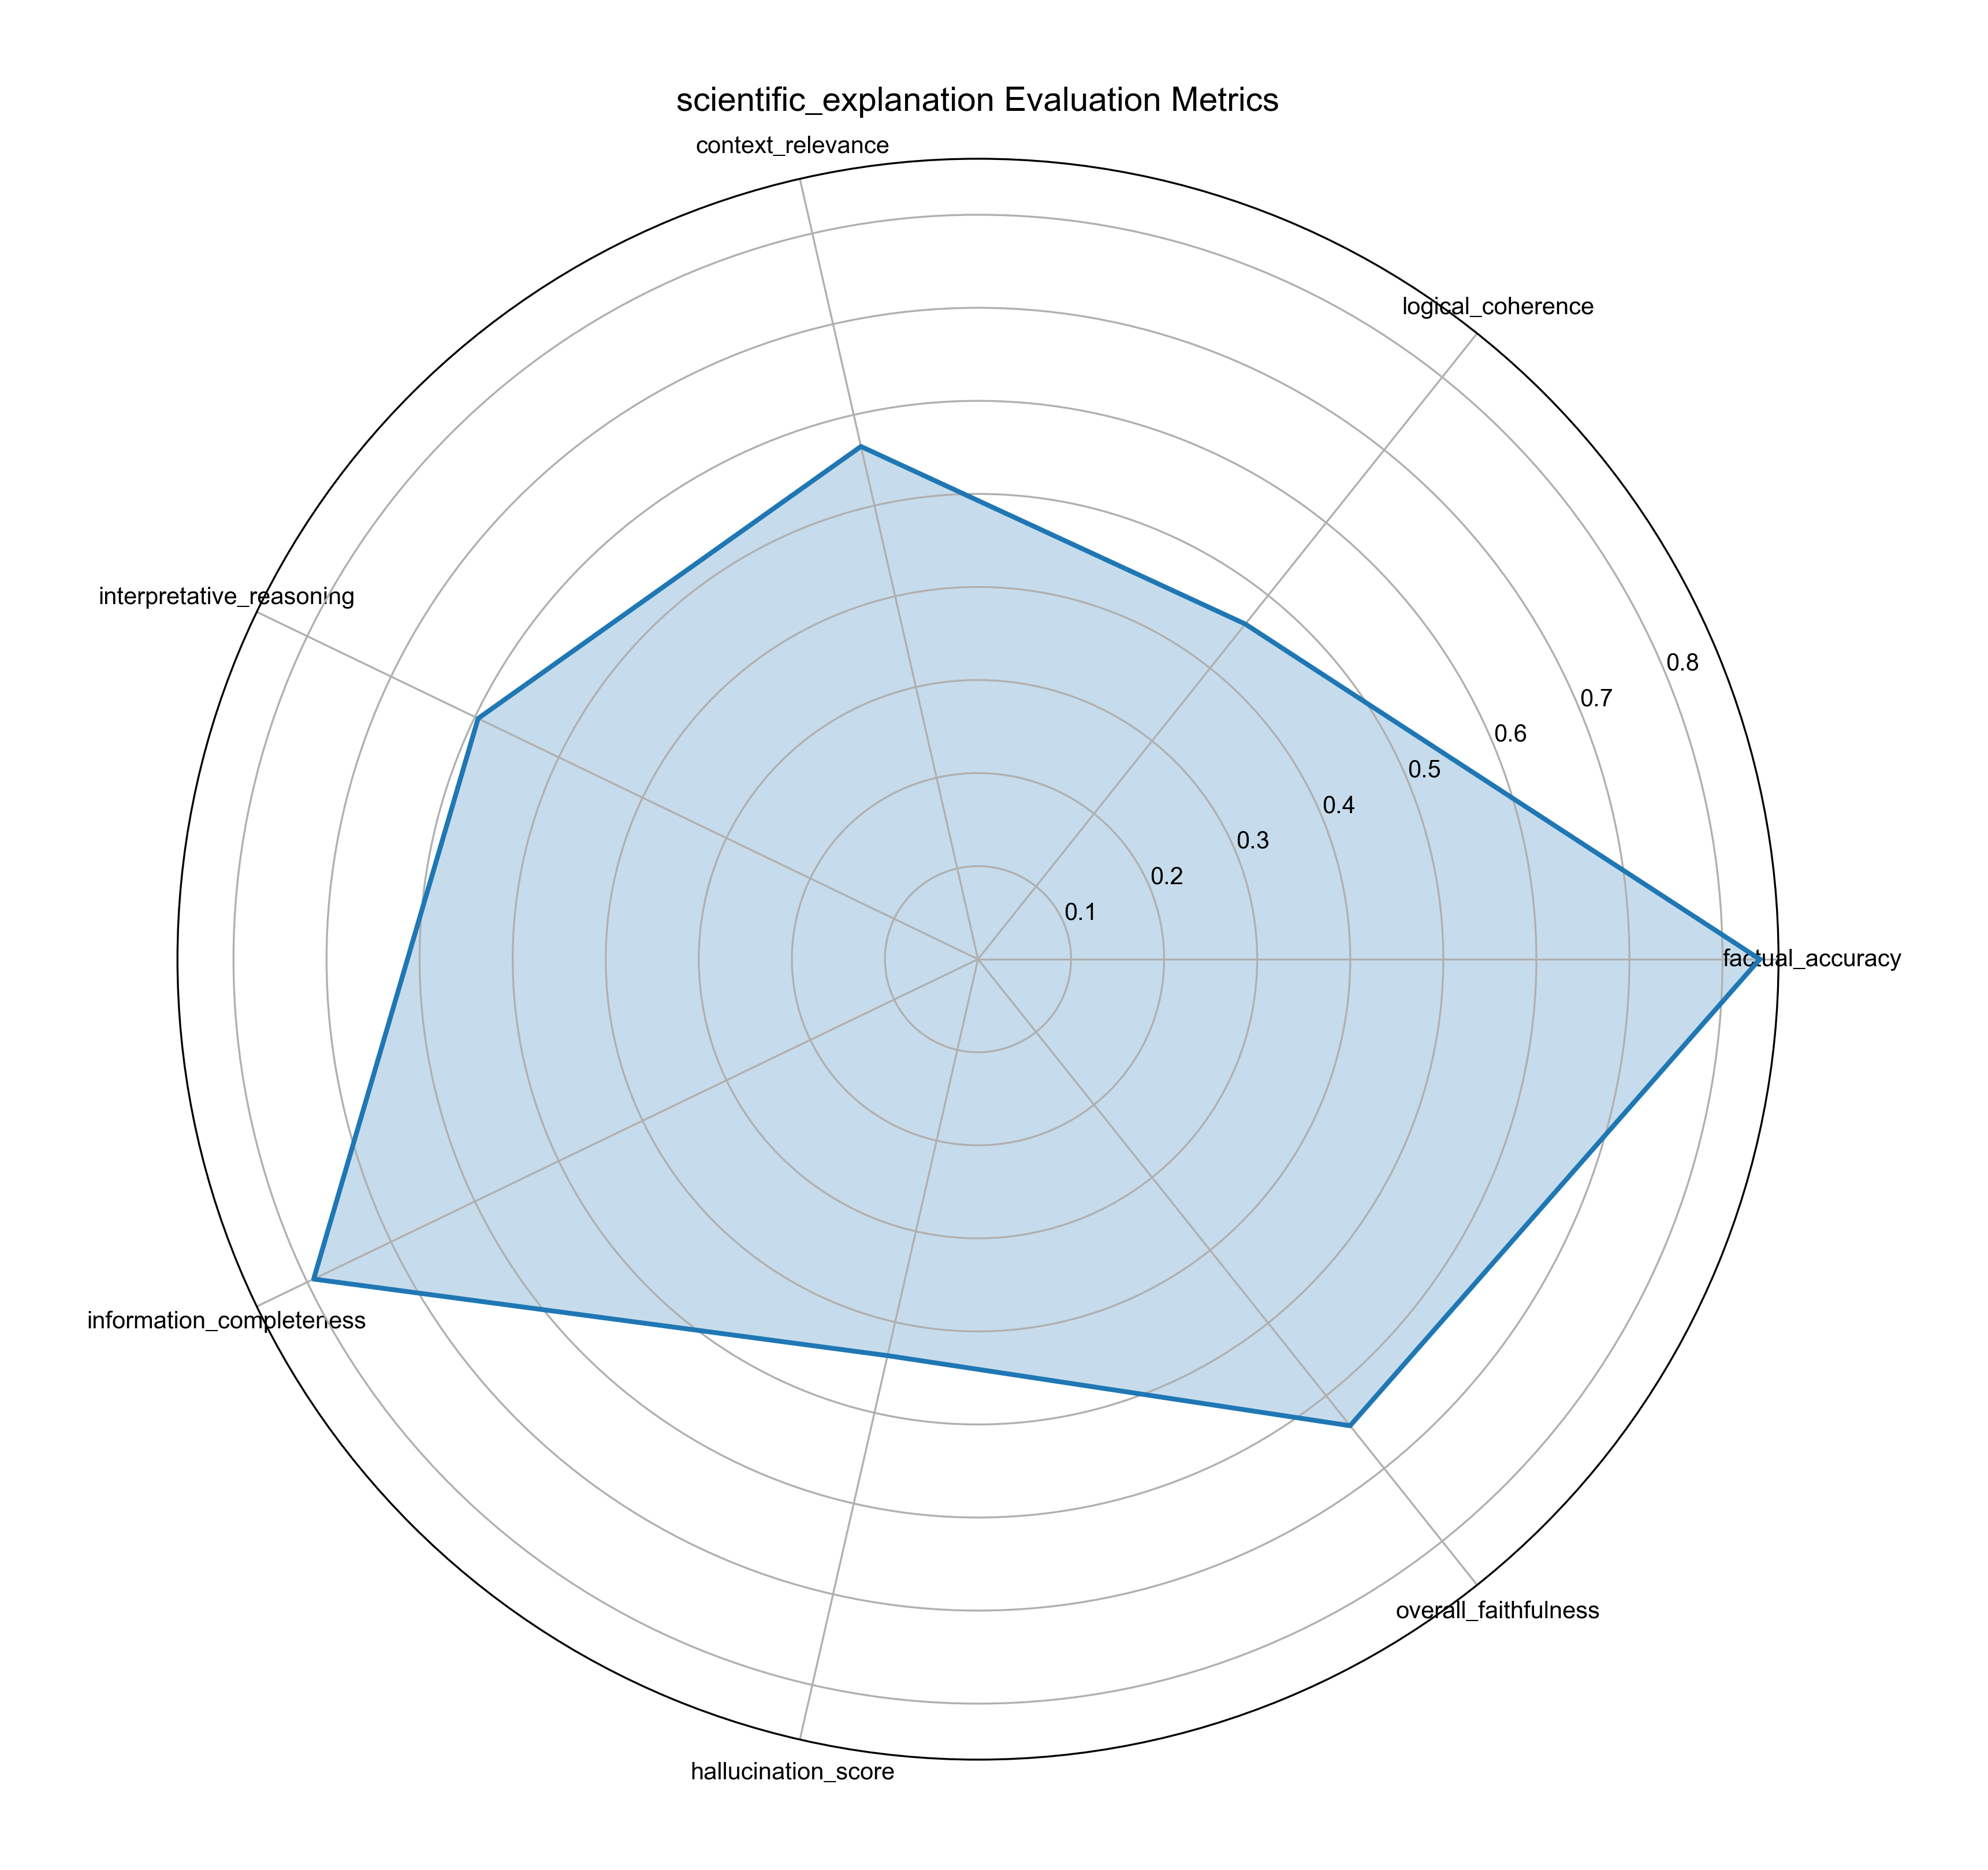 scientific_explanation Evaluation Metrics
context_relevance
logical_coherence
interpretative_reasoning
0.8
0.7
0.6
0.5
0.4
0.3
0.2
0.1
factual_accuracy
information_completeness
overall_faithfulness
hallucination_score